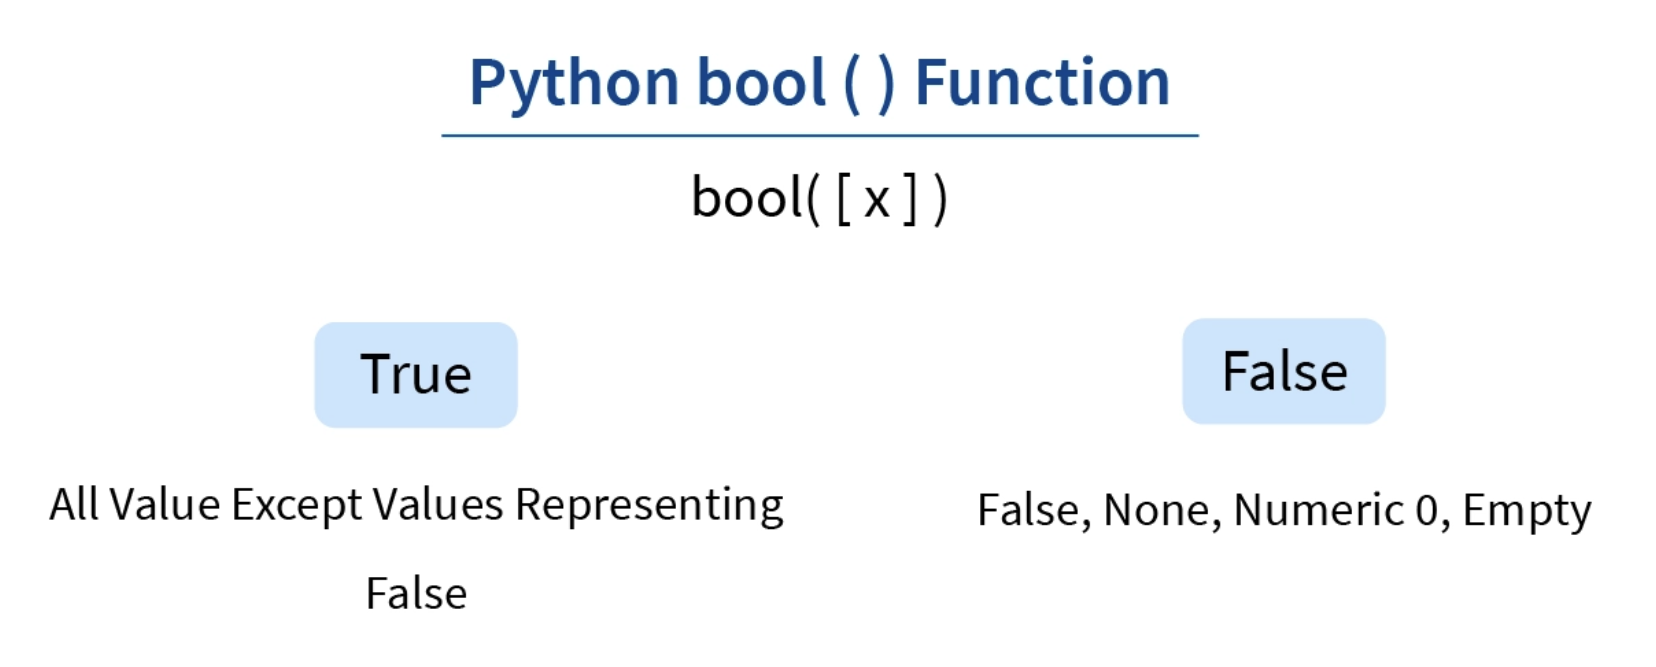 Python bool ( ) Function
bool( [ x ] )
True
False
All Value Except Values Representing
False
False, None, Numeric 0, Empty